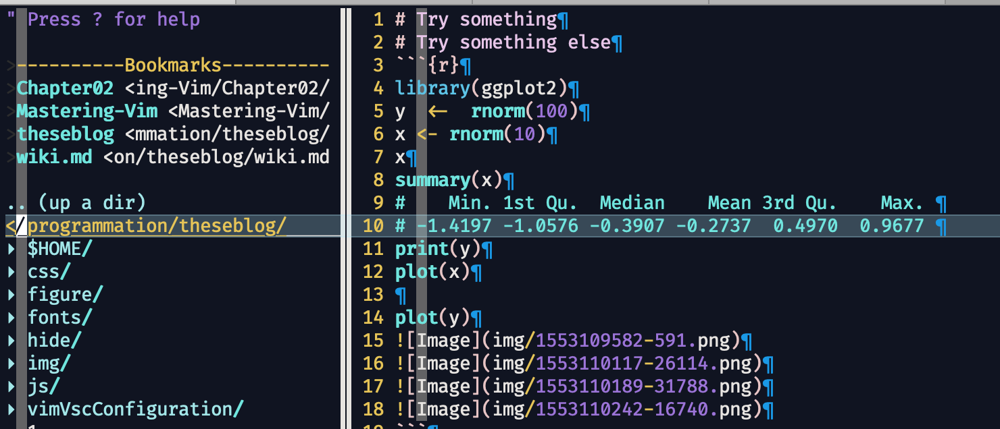 " Press ? for help
>----------Bookmarks----------
>Chapter02 <ing-Vim/Chapter02/
>Mastering-Vim <Mastering-Vim/
>theseblog <mmation/theseblog/
>wiki.md <on/theseblog/wiki.md
.. (up a dir)
</programmation/theseblog/
▸ $HOME/
▸ css/
▸ figure/
▸ fonts/
▸ hide/
▸ img/
▸ js/
▸ vimVscConfiguration/
1 # Try something¶
2 # Try something else¶
3 ```{r}¶
4 library(ggplot2)¶
5 y  <-  rnorm(100)¶
6 x <- rnorm(10)¶
7 x¶
8 summary(x)¶
9 #    Min. 1st Qu.  Median    Mean 3rd Qu.    Max. ¶
10 # -1.4197 -1.0576 -0.3907 -0.2737  0.4970  0.9677 ¶
11 print(y)¶
12 plot(x)¶
13 ¶
14 plot(y)¶
15 ![Image](img/1553109582-591.png)¶
16 ![Image](img/1553110117-26114.png)¶
17 ![Image](img/1553110189-31788.png)¶
18 ![Image](img/1553110242-16740.png)¶